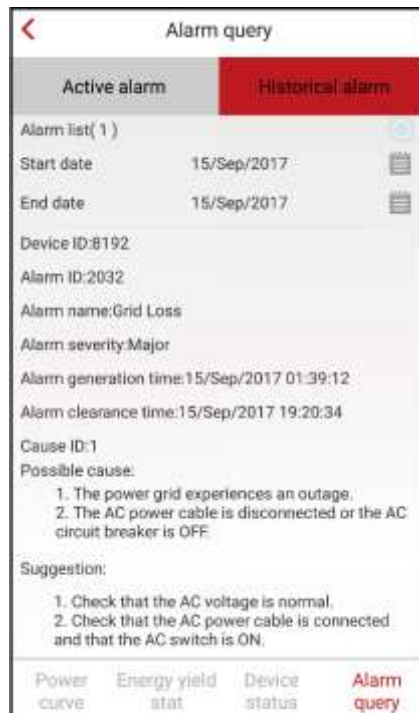 Alarm query
Active alarm Historical alarm
Alarm list( 1 )
Start date 15/Sep/2017
End date 15/Sep/2017
Device ID:8192
Alarm ID:2032
Alarm name:Grid Loss
Alarm severity:Major
Alarm generation time:15/Sep/2017 01:39:12
Alarm clearance time:15/Sep/2017 19:20:34
Cause ID:1
Possible cause:
1. The power grid experiences an outage.
2. The AC power cable is disconnected or the AC
circuit breaker is OFF.
Suggestion:
1. Check that the AC voltage is normal.
2. Check that the AC power cable is connected
and that the AC switch is ON.
Power Energy yield Device Alarm
curve stat status query